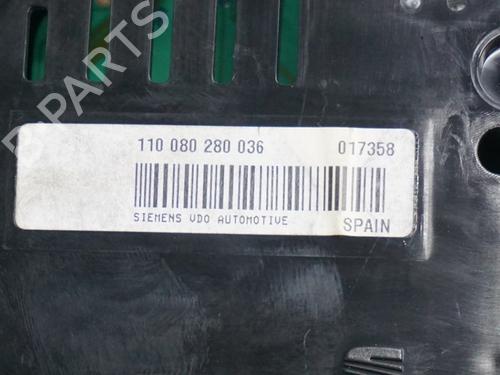 B-PARTS
110 080 280 036 017358
SIEMENS VDO AUTOMOTIVE SPAIN